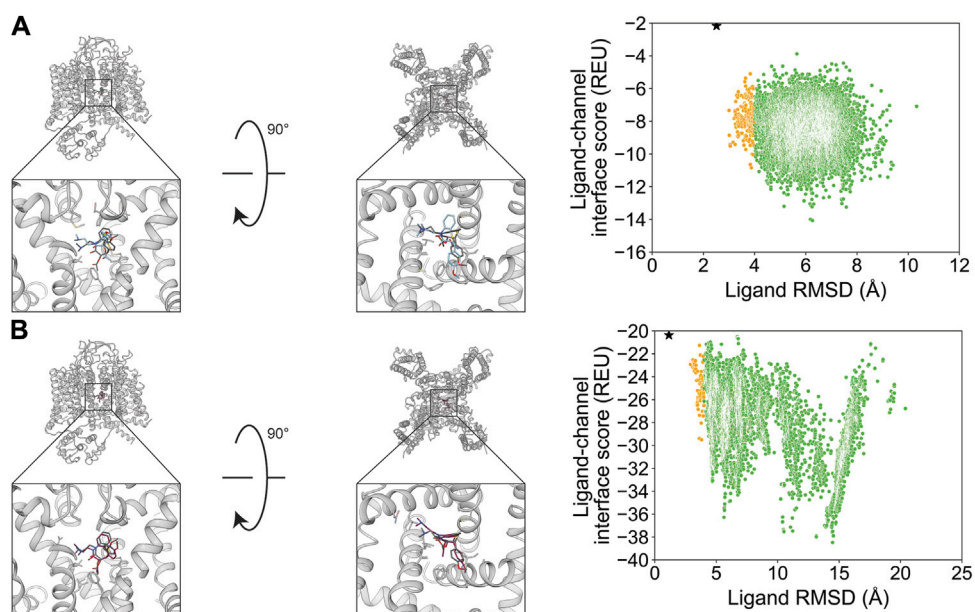 A
90°
Ligand-channel
interface score (REU)
−2
−4
−6
−8
−10
−12
−14
−16
0 2 4 6 8 10 12
Ligand RMSD (Å)
B
90°
Ligand-channel
interface score (REU)
−20
−22
−24
−26
−28
−30
−32
−34
−36
−38
−40
0 5 10 15 20 25
Ligand RMSD (Å)